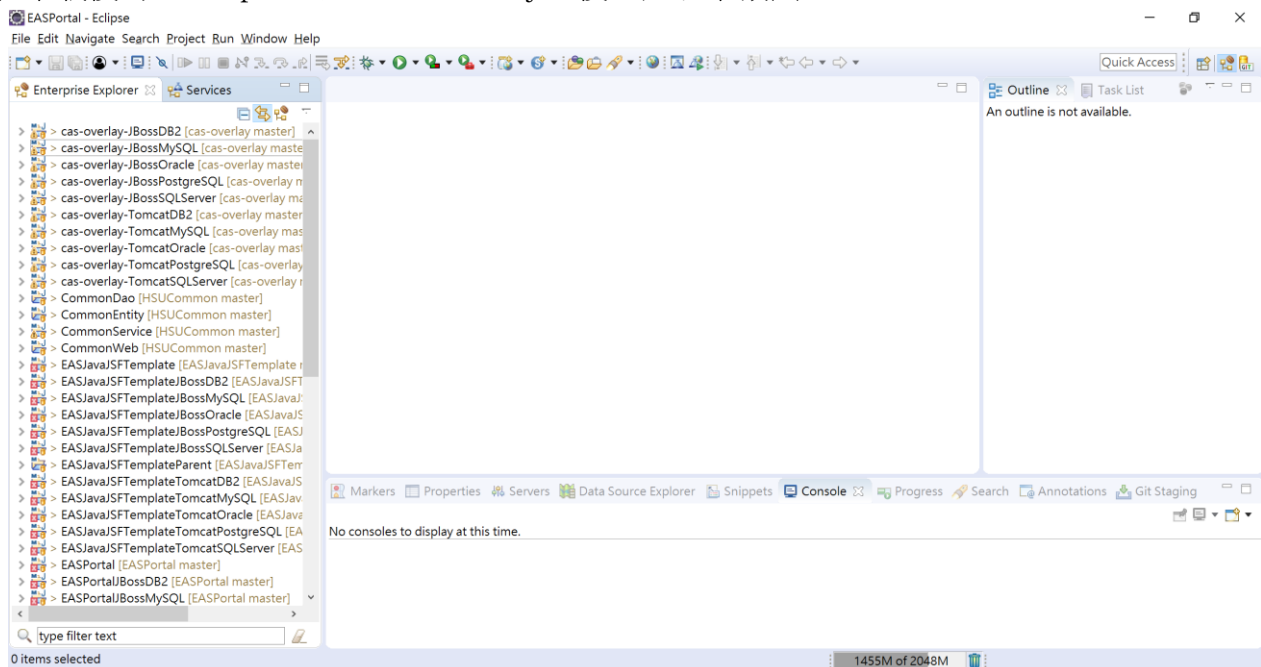 EASPortal - Eclipse
File Edit Navigate Search Project Run Window Help
Quick Access
Enterprise Explorer
Services
> cas-overlay-JBossDB2 [cas-overlay master]
> cas-overlay-JBossMySQL [cas-overlay maste
> cas-overlay-JBossOracle [cas-overlay master
> cas-overlay-JBossPostgreSQL [cas-overlay m
> cas-overlay-JBossSQLServer [cas-overlay ma
> cas-overlay-TomcatDB2 [cas-overlay master
> cas-overlay-TomcatMySQL [cas-overlay mas
> cas-overlay-TomcatOracle [cas-overlay mast
> cas-overlay-TomcatPostgreSQL [cas-overlay
> cas-overlay-TomcatSQLServer [cas-overlay r
> CommonDao [HSUCommon master]
> CommonEntity [HSUCommon master]
> CommonService [HSUCommon master]
> CommonWeb [HSUCommon master]
> EASJavaJSFTemplate [EASJavaJSFTemplate r
> EASJavaJSFTemplateJBossDB2 [EASJavaJSFT
> EASJavaJSFTemplateJBossMySQL [EASJavaJ
> EASJavaJSFTemplateJBossOracle [EASJavaJS
> EASJavaJSFTemplateJBossPostgreSQL [EASJ
> EASJavaJSFTemplateJBossSQLServer [EASJa
> EASJavaJSFTemplateParent [EASJavaJSFTem
> EASJavaJSFTemplateTomcatDB2 [EASJavaJS
> EASJavaJSFTemplateTomcatMySQL [EASJav
> EASJavaJSFTemplateTomcatOracle [EASJava
> EASJavaJSFTemplateTomcatPostgreSQL [EA
> EASJavaJSFTemplateTomcatSQLServer [EAS
> EASPortal [EASPortal master]
> EASPortalJBossDB2 [EASPortal master]
> EASPortalJBossMySQL [EASPortal master]
type filter text
0 items selected
Outline
Task List
An outline is not available.
Markers Properties Servers Data Source Explorer Snippets Console Progress Search Annotations Git Staging
No consoles to display at this time.
1455M of 2048M